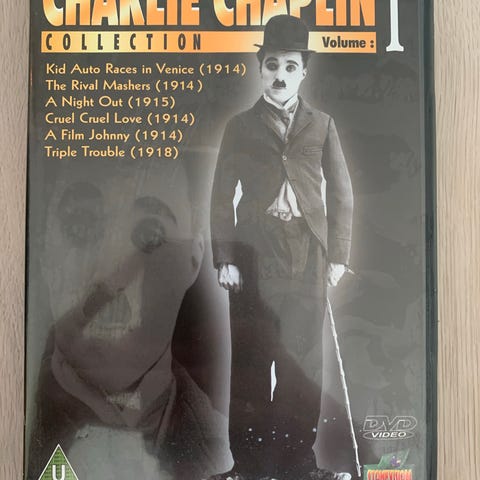 CHARLIE CHAPLIN
COLLECTION Volume : 1
Kid Auto Races in Venice (1914)
The Rival Mashers (1914)
A Night Out (1915)
Cruel Cruel Love (1914)
A Film Johnny (1914)
Triple Trouble (1918)
DVD
VIDEO
U